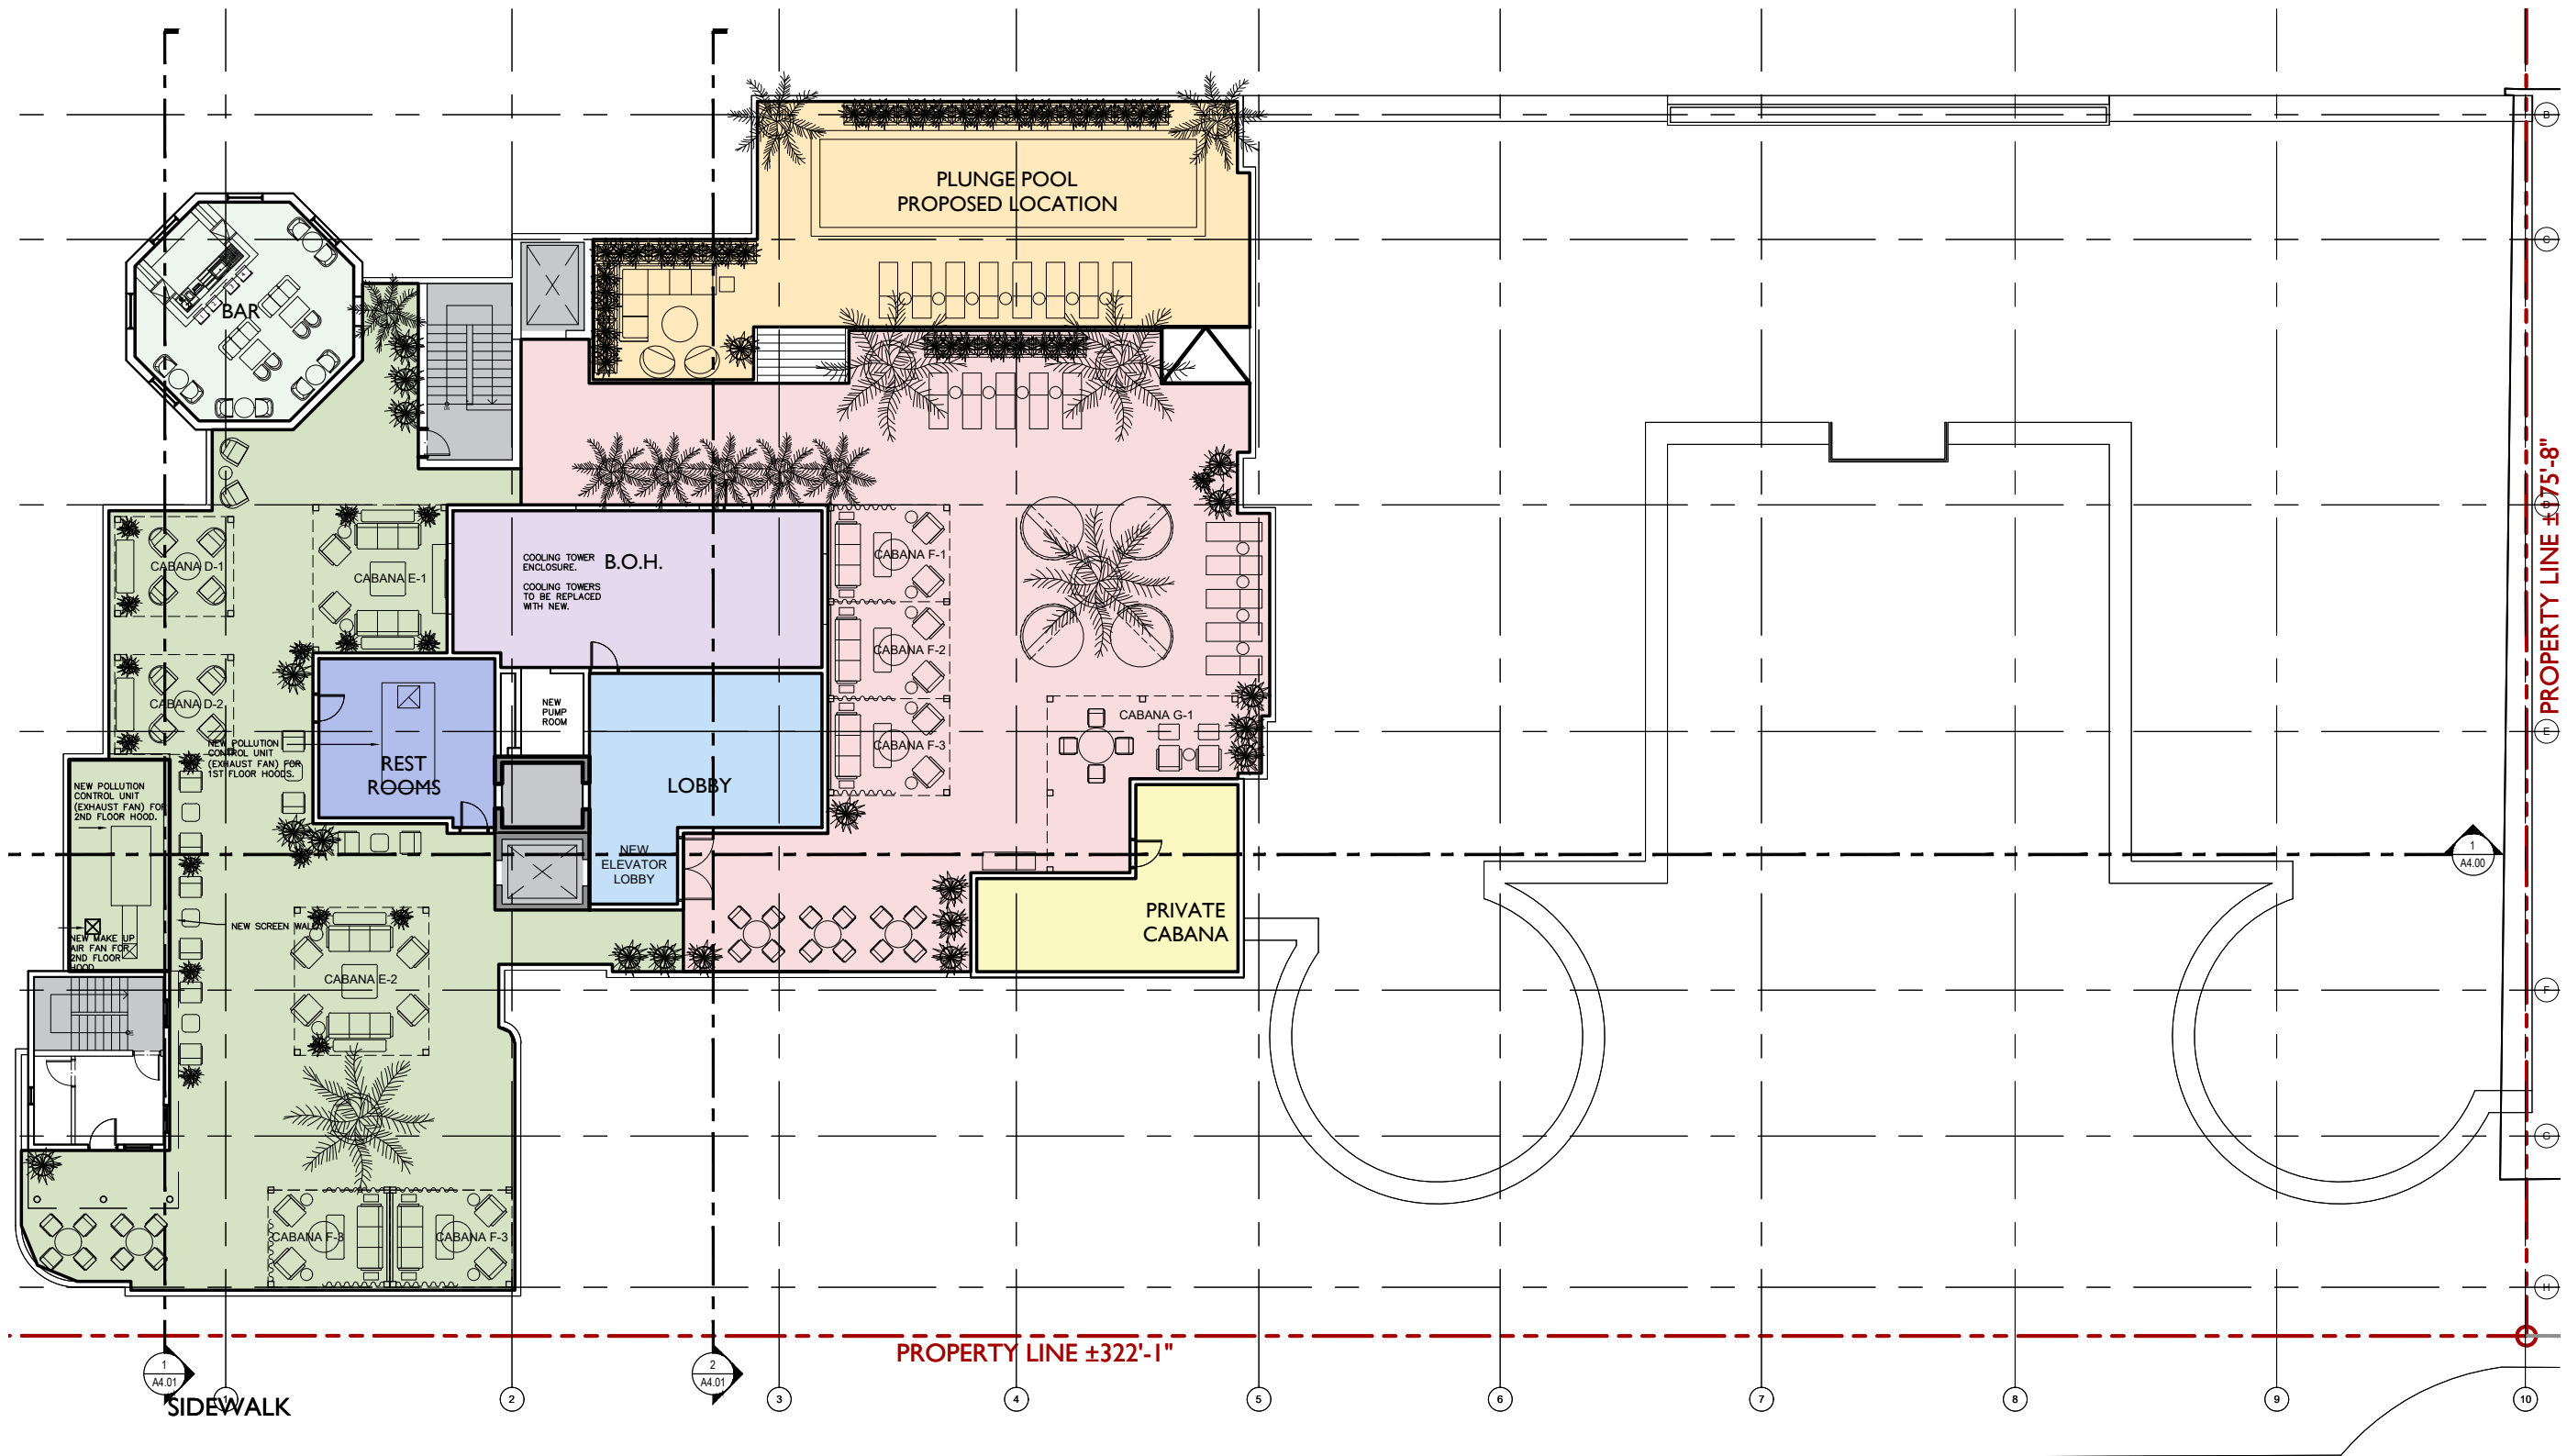 B
PLUNGE POOL
PROPOSED LOCATION
BAR
PROPERTY LINE ±75'-8"
D
COOLING TOWER
ENCLOSURE.
B.O.H.
COOLING TOWERS
TO BE REPLACED
WITH NEW.
CABANA D-1
CABANA E-1
CABANA F-1
CABANA F-2
CABANA D-2
NEW
PUMP
ROOM
CABANA G-1
E
NEW POLLUTION
CONTROL UNIT
(EXHAUST FAN) FOR
1ST FLOOR HOODS.
CABANA F-3
REST
ROOMS
LOBBY
NEW POLLUTION
CONTROL UNIT
(EXHAUST FAN) FOR
2ND FLOOR HOOD.
NEW
ELEVATOR
LOBBY
1
A4.00
PRIVATE
CABANA
NEW SCREEN WALL
NEW MAKE UP
AIR FAN FOR
2ND FLOOR
HOOD
CABANA E-2
F
G
CABANA F-3
CABANA F-3
H
PROPERTY LINE ±322'-1"
1
A4.01
2
A4.01
SIDEWALK
1
2
3
4
5
6
7
8
9
10